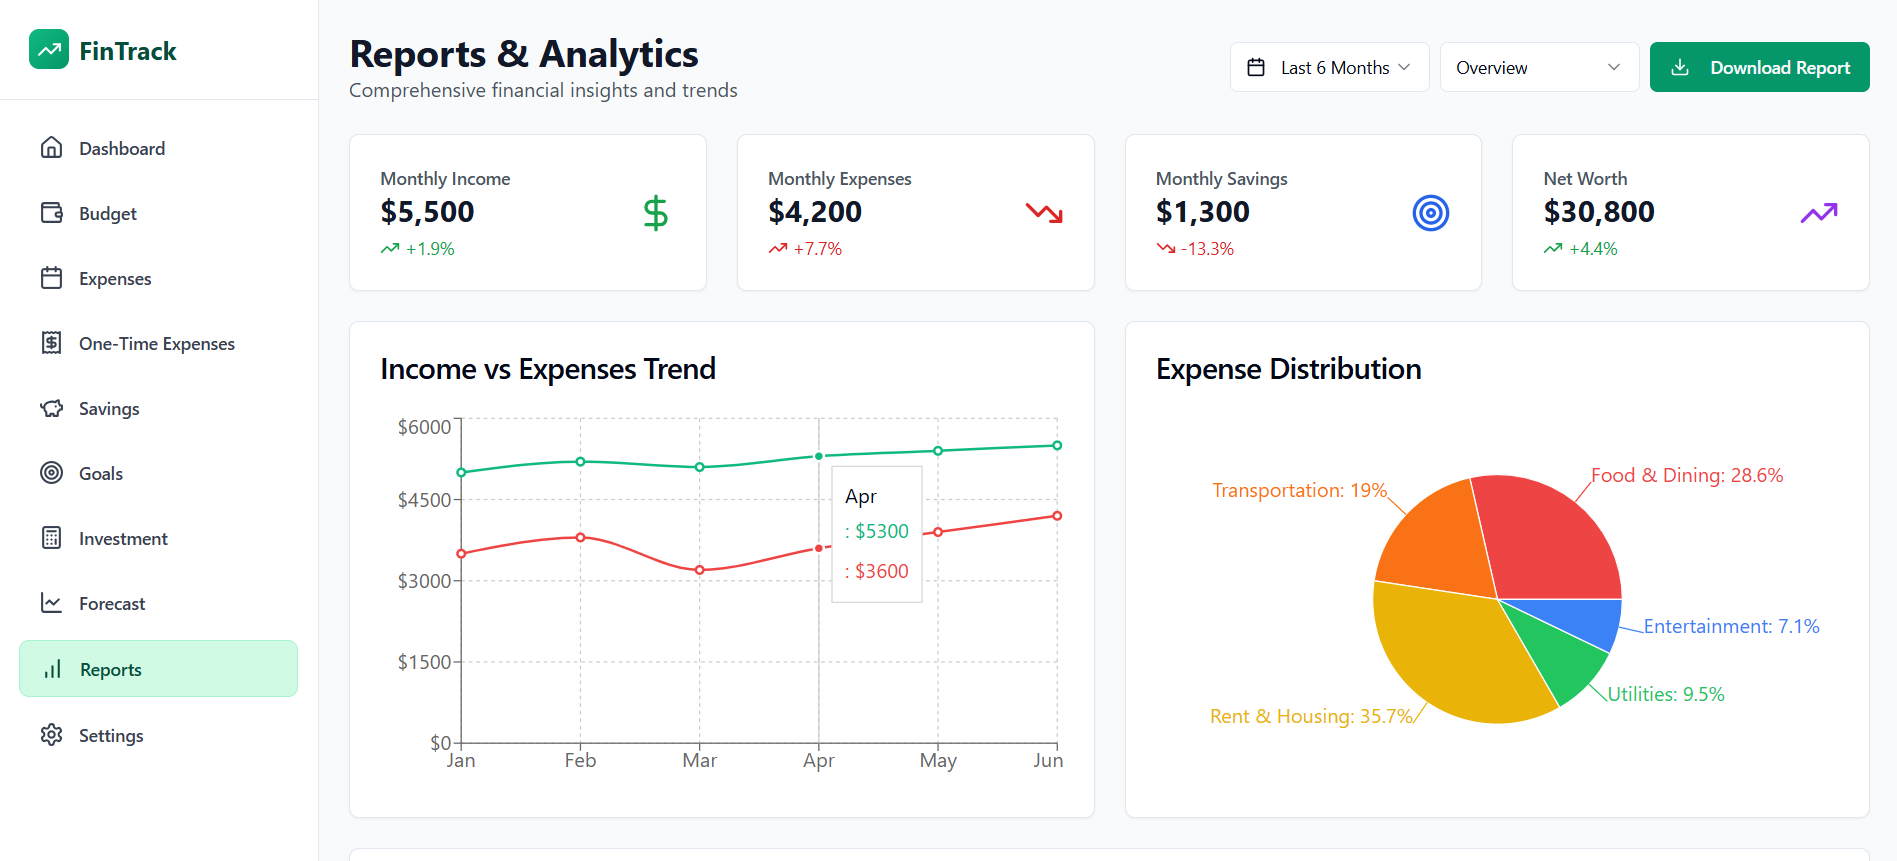 FinTrack
Dashboard
Budget
Expenses
One-Time Expenses
Savings
Goals
Investment
Forecast
Reports
Settings
Reports & Analytics
Comprehensive financial insights and trends
Last 6 Months
Overview
Download Report
Monthly Income
$5,500
+1.9%
Monthly Expenses
$4,200
+7.7%
Monthly Savings
$1,300
-13.3%
Net Worth
$30,800
+4.4%
Income vs Expenses Trend
$6000
$4500
$3000
$1500
$0
Jan
Feb
Mar
Apr
May
Jun
Apr
: $5300
: $3600
Expense Distribution
Food & Dining: 28.6%
Transportation: 19%
Entertainment: 7.1%
Utilities: 9.5%
Rent & Housing: 35.7%